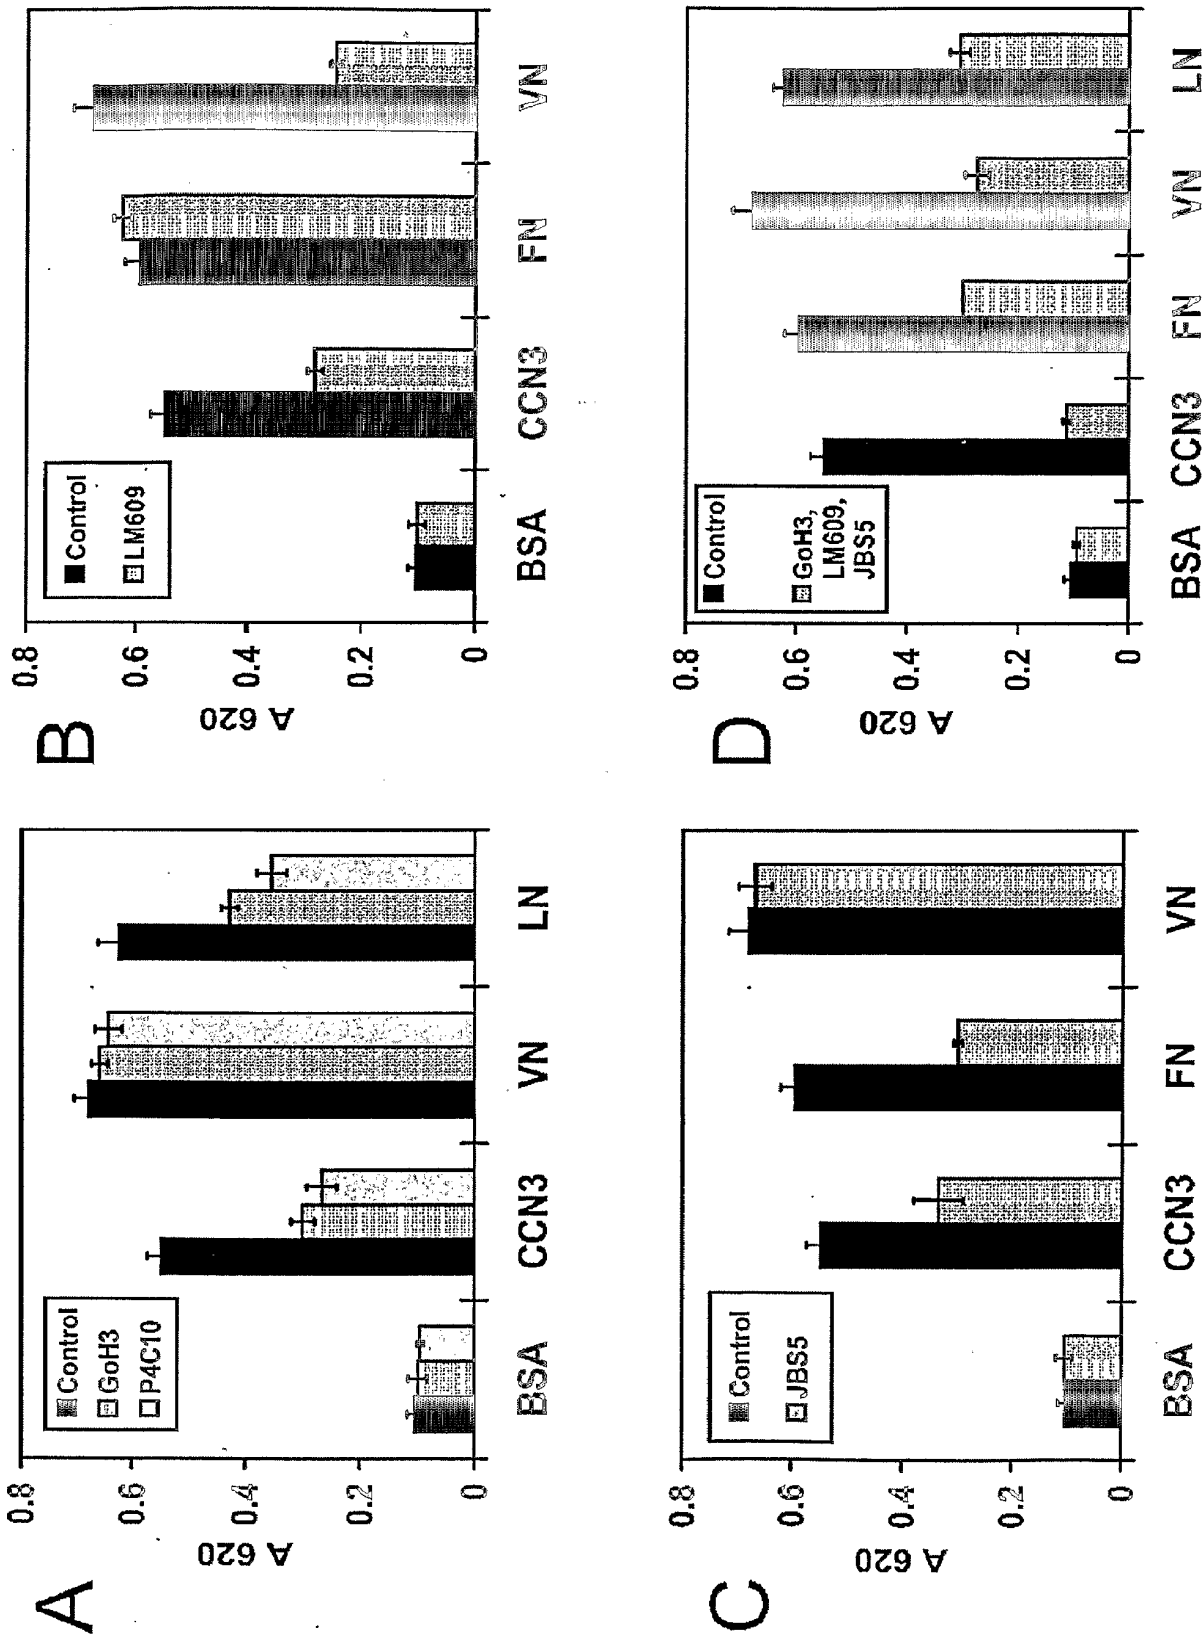 A
0.8
0.6
0.4
0.2
0
A 620
Control
GoH3
P4C10
BSA CCN3 VN LN
B
0.8
0.6
0.4
0.2
0
A 620
Control
LM609
BSA CCN3 FN VN
C
0.8
0.6
0.4
0.2
0
A 620
Control
JBS5
BSA CCN3 FN VN
D
0.8
0.6
0.4
0.2
0
A 620
Control
GoH3,
LM609,
JBS5
BSA CCN3 FN VN LN